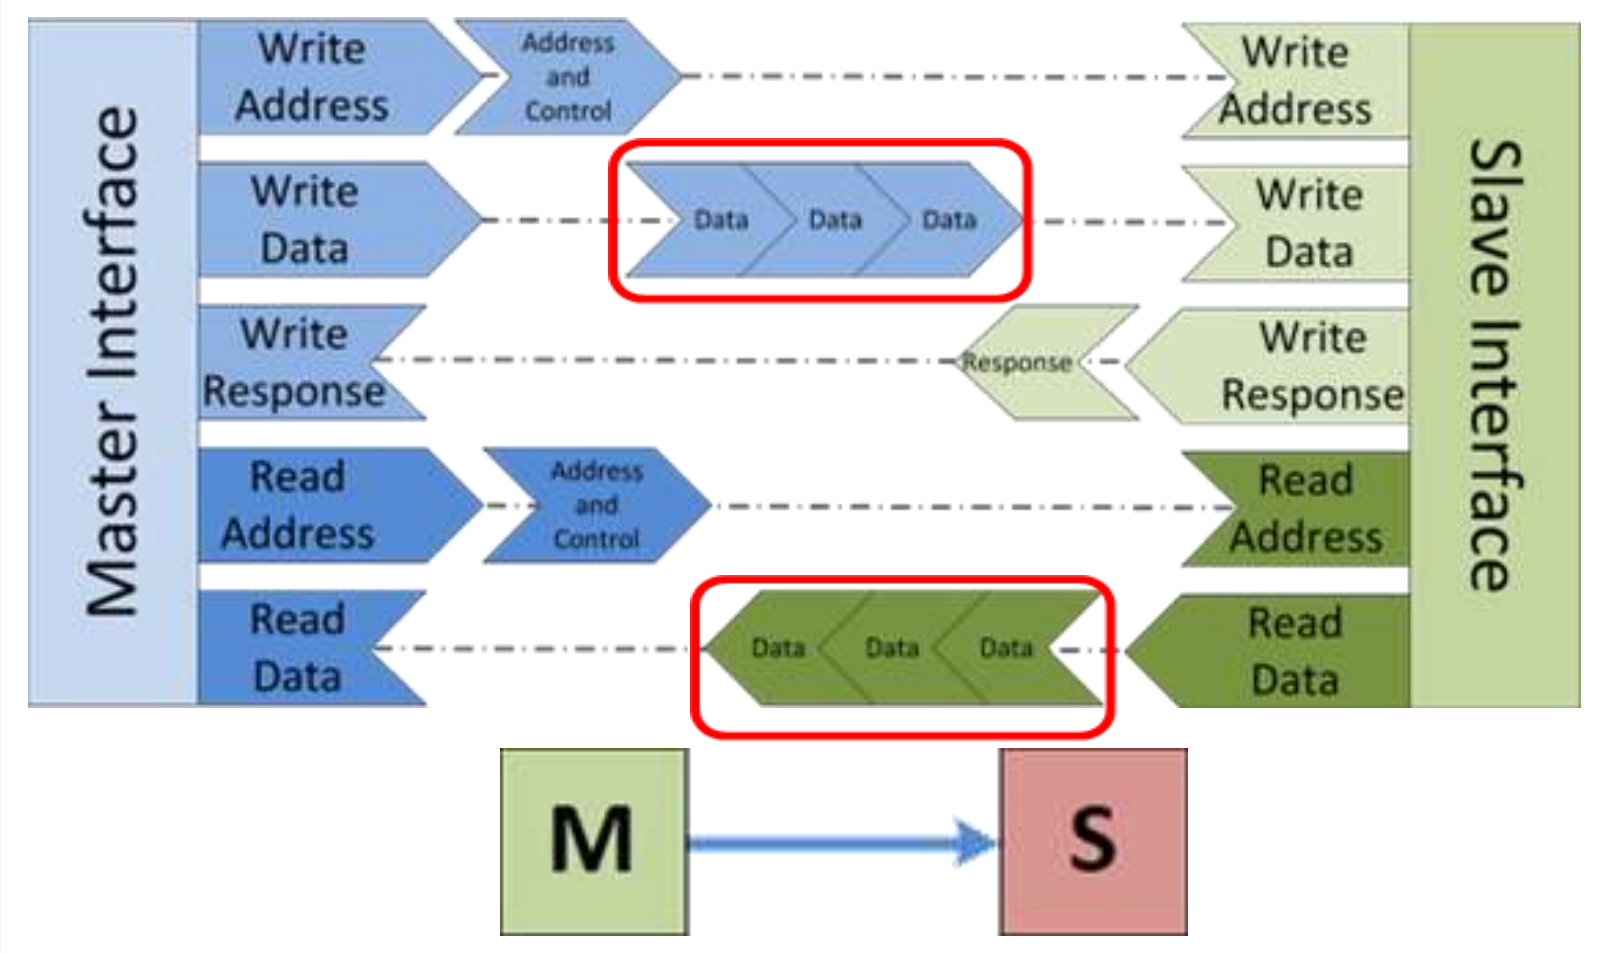 Master Interface
Write
Address
Address
and
Control
Write
Address
Write
Data
Data Data Data
Write
Data
Write
Response
Response
Write
Response
Read
Address
Address
and
Control
Read
Address
Read
Data
Data Data Data
Read
Data
Slave Interface
M
S